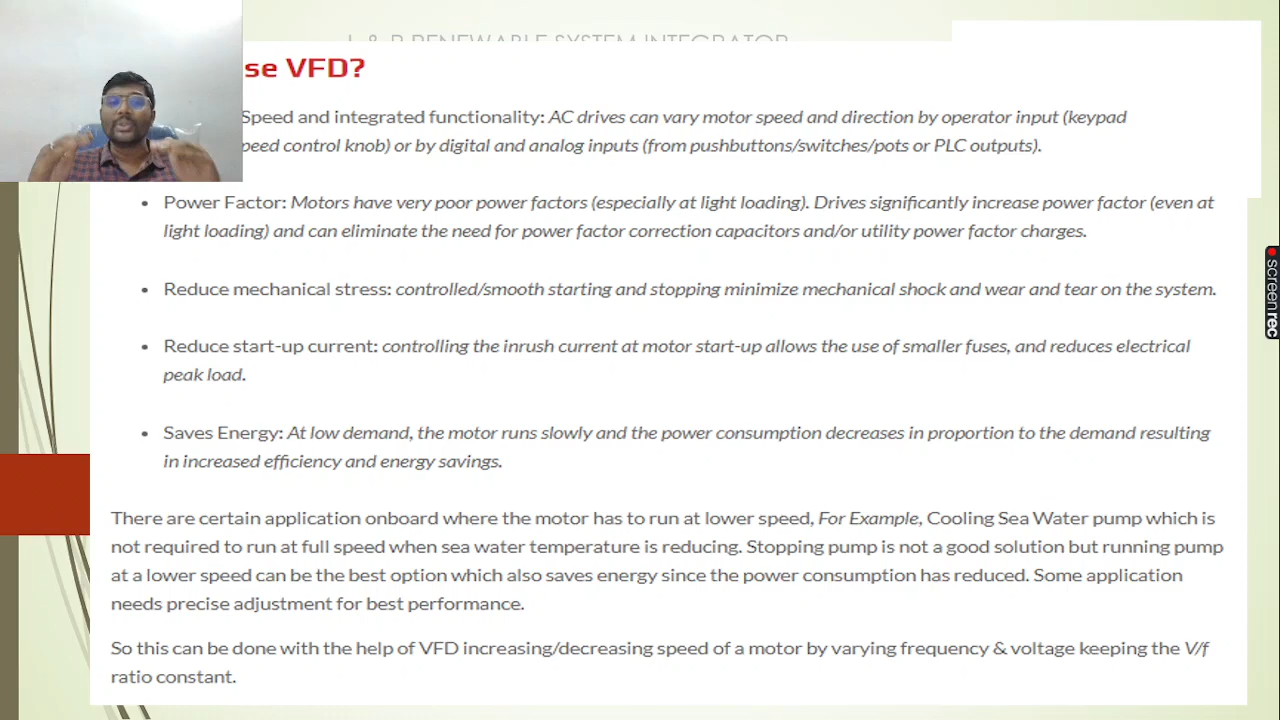 L & B RENEWABLE SYSTEM INTEGRATOR
se VFD?
Speed and integrated functionality: AC drives can vary motor speed and direction by operator input (keypad
peed control knob) or by digital and analog inputs (from pushbuttons/switches/pots or PLC outputs).
• Power Factor: Motors have very poor power factors (especially at light loading). Drives significantly increase power factor (even at
light loading) and can eliminate the need for power factor correction capacitors and/or utility power factor charges.
• Reduce mechanical stress: controlled/smooth starting and stopping minimize mechanical shock and wear and tear on the system.
• Reduce start-up current: controlling the inrush current at motor start-up allows the use of smaller fuses, and reduces electrical
peak load.
• Saves Energy: At low demand, the motor runs slowly and the power consumption decreases in proportion to the demand resulting
in increased efficiency and energy savings.
There are certain application onboard where the motor has to run at lower speed, For Example, Cooling Sea Water pump which is
not required to run at full speed when sea water temperature is reducing. Stopping pump is not a good solution but running pump
at a lower speed can be the best option which also saves energy since the power consumption has reduced. Some application
needs precise adjustment for best performance.
So this can be done with the help of VFD increasing/decreasing speed of a motor by varying frequency & voltage keeping the V/f
ratio constant.
screenrec